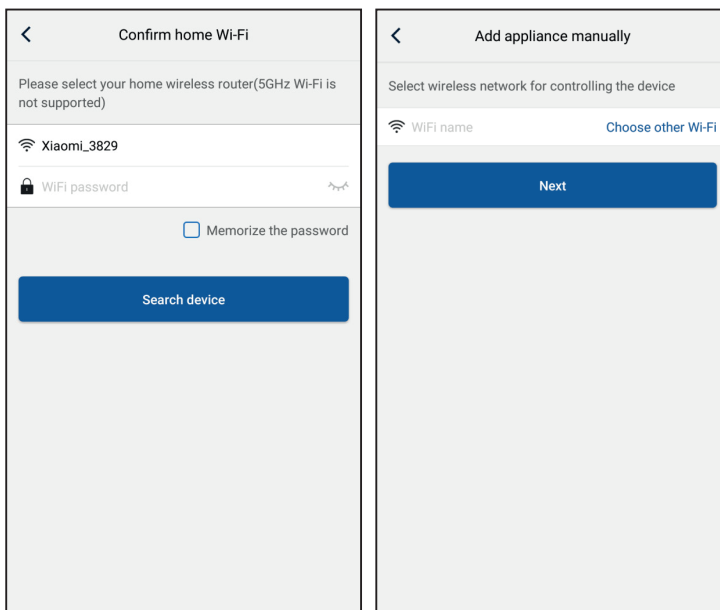 Confirm home Wi-Fi
Please select your home wireless router(5GHz Wi-Fi is
not supported)
Xiaomi_3829
WiFi password
Memorize the password
Search device
Add appliance manually
Select wireless network for controlling the device
WiFi name
Choose other Wi-Fi
Next